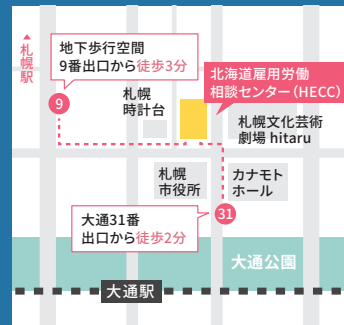 ▲
札幌駅
地下歩行空間
9番出口から徒歩3分
9
札幌
時計台
北海道雇用労働
相談センター(HECC)
札幌文化芸術
劇場 hitaru
札幌
市役所
カナモト
ホール
大通31番
出口から徒歩2分
31
大通公園
大通駅